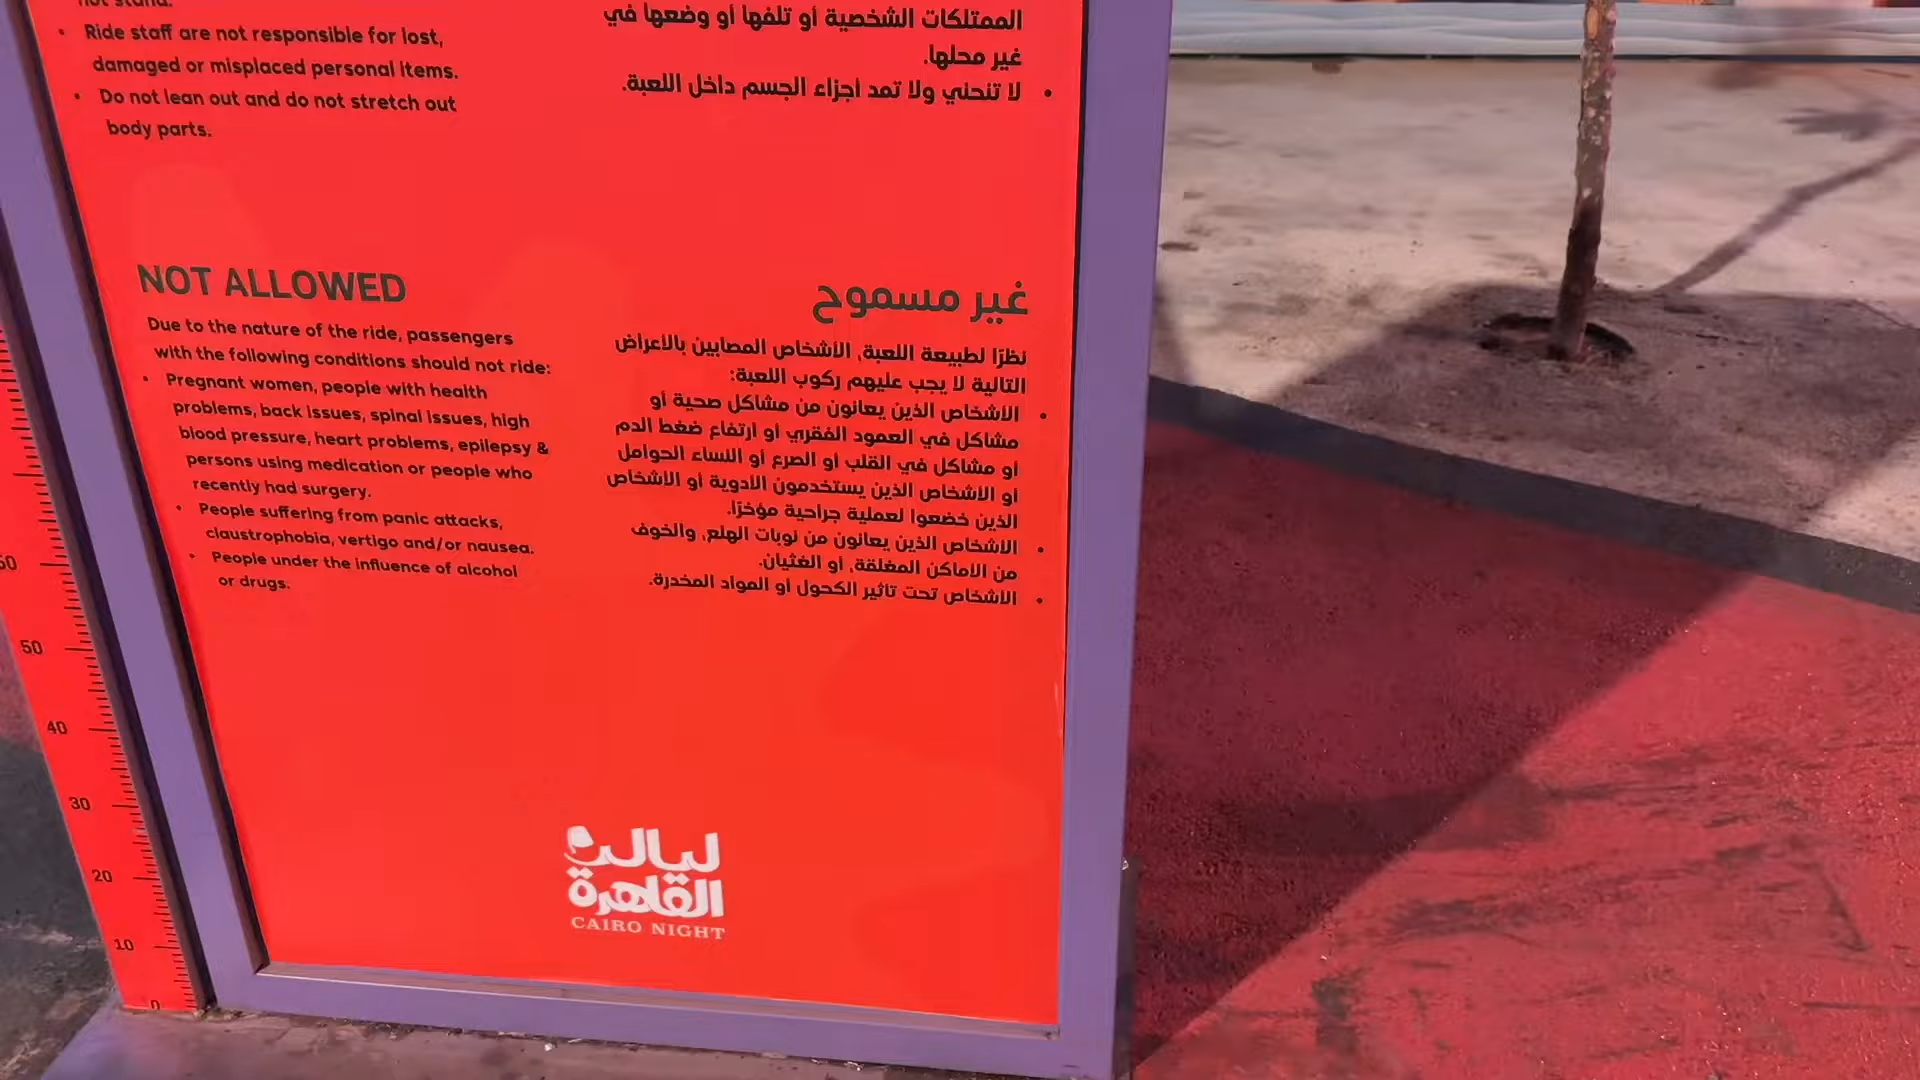 not stand.
• Ride staff are not responsible for lost,
damaged or misplaced personal items.
• Do not lean out and do not stretch out
body parts.
NOT ALLOWED
Due to the nature of the ride, passengers
with the following conditions should not ride:
• Pregnant women, people with health
problems, back issues, spinal issues, high
blood pressure, heart problems, epilepsy &
persons using medication or people who
recently had surgery.
• People suffering from panic attacks,
claustrophobia, vertigo and/or nausea.
• People under the influence of alcohol
or drugs.
الممتلكات الشخصية أو تلفها أو وضعها في
غير محلها.
• لا تنحني ولا تمد أجزاء الجسم داخل اللعبة.
غير مسموح
نظرًا لطبيعة اللعبة, الأشخاص المصابين بالأعراض
التالية لا يجب عليهم ركوب اللعبة:
• الأشخاص الذين يعانون من مشاكل صحية أو
مشاكل في العمود الفقري أو ارتفاع ضغط الدم
أو مشاكل في القلب أو الصرع أو النساء الحوامل
أو الأشخاص الذين يستخدمون الأدوية أو الأشخاص
الذين خضعوا لعملية جراحية مؤخرًا.
• الأشخاص الذين يعانون من نوبات الهلع, والخوف
من الأماكن المغلقة, أو الغثيان.
• الأشخاص تحت تأثير الكحول أو المواد المخدرة.
60
50
40
30
20
10
0
ليالي
القاهرة
CAIRO NIGHT